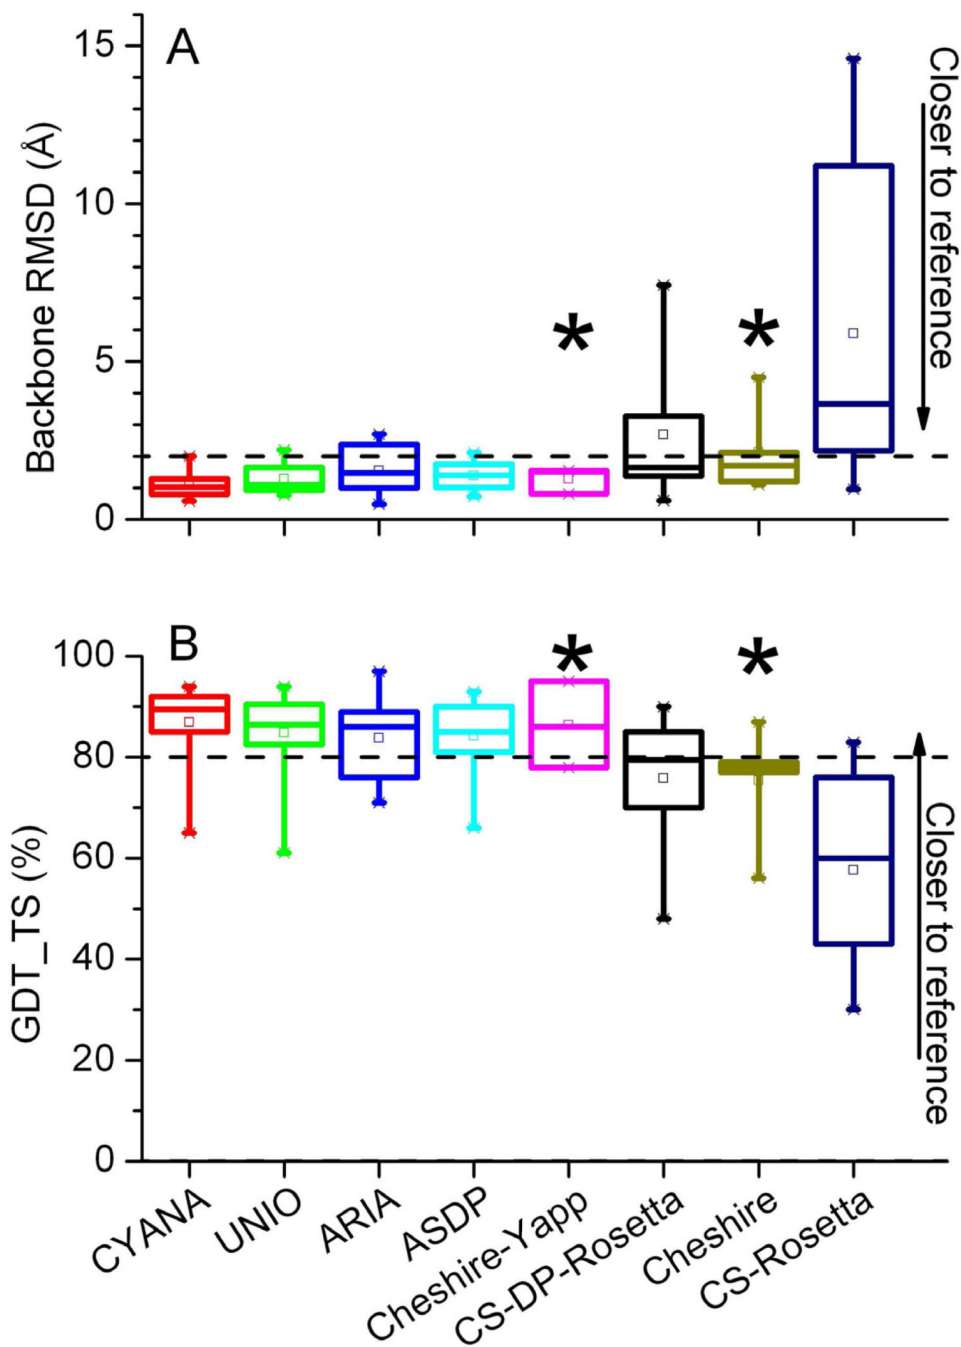 A
Backbone RMSD (Å)
15
10
5
0
*
*
Closer to reference
B
GDT_TS (%)
100
80
60
40
20
0
*
*
Closer to reference
CYANA
UNIO
ARIA
ASDP
Cheshire-Yapp
CS-DP-Rosetta
Cheshire
CS-Rosetta